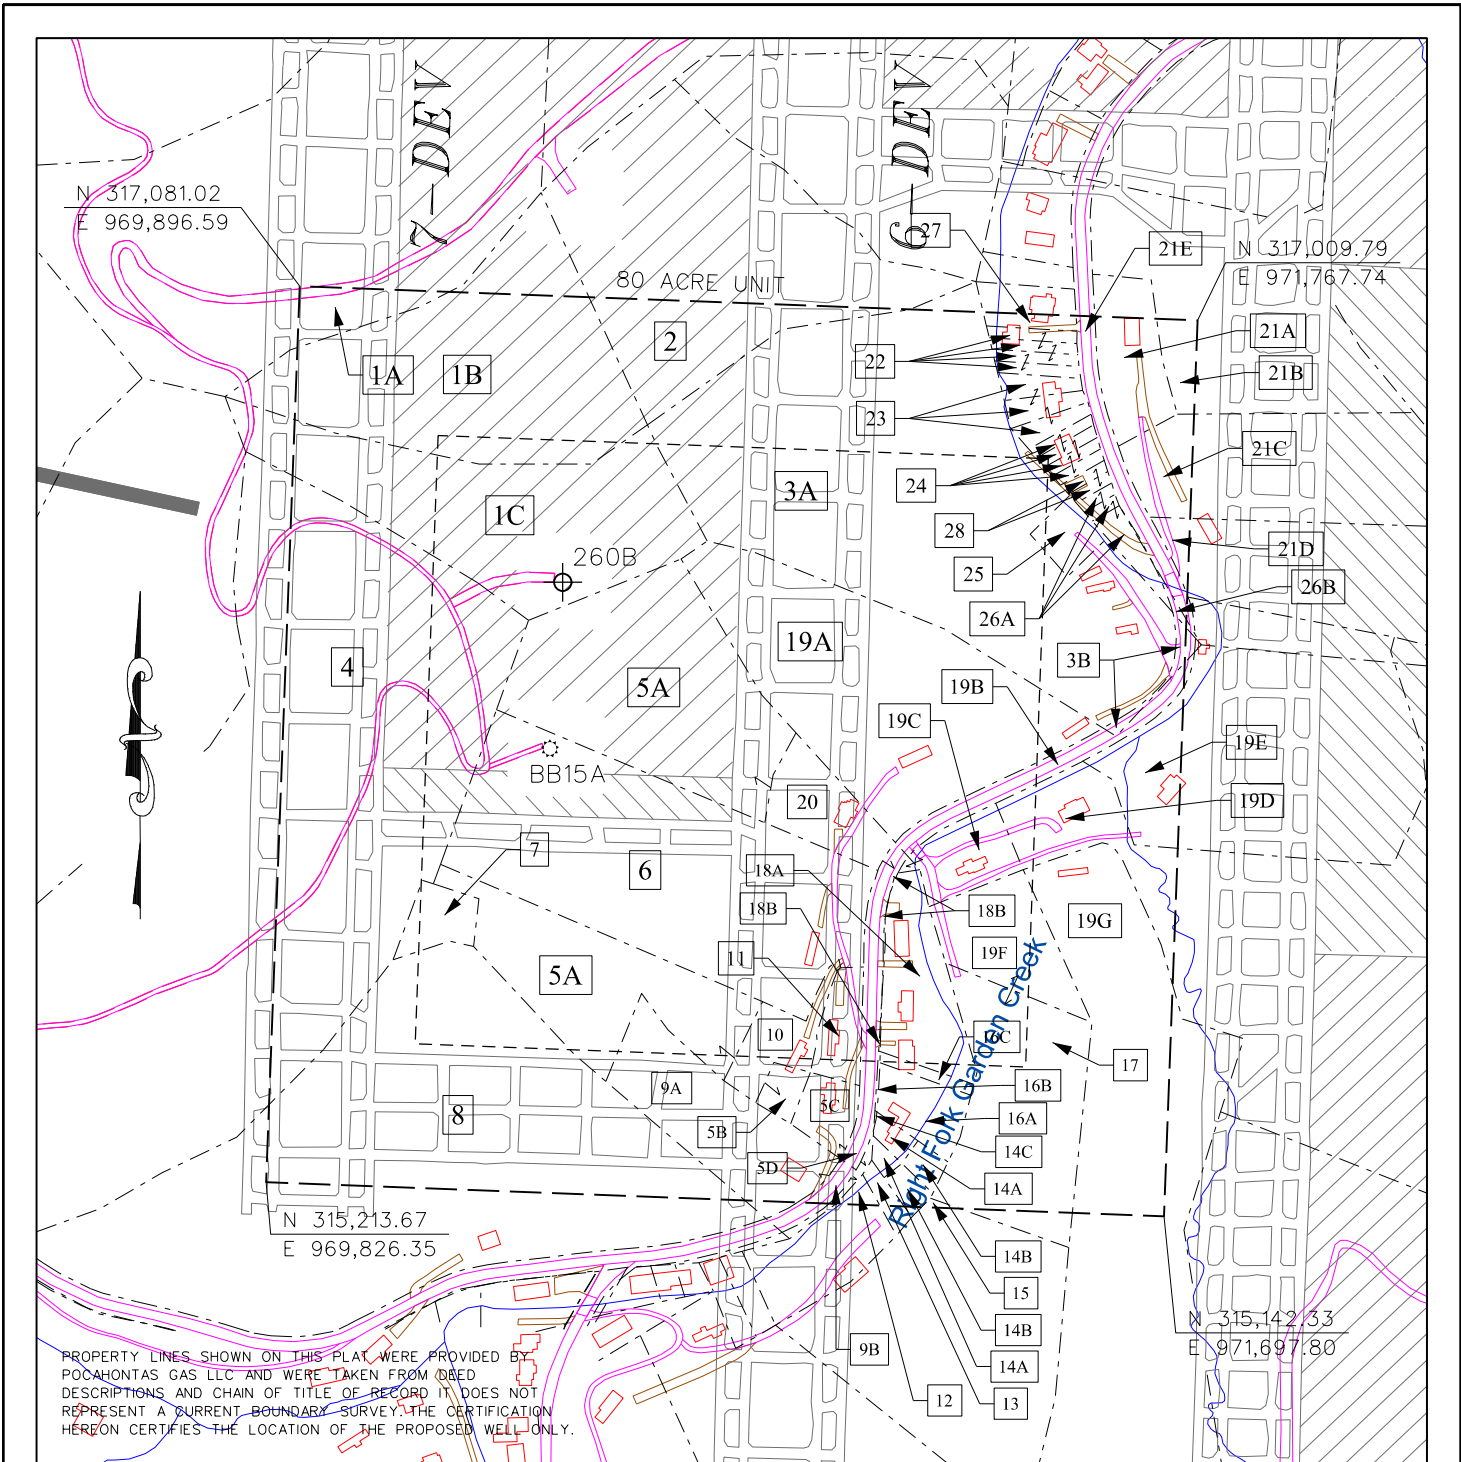 7-DEV
6-DEV
N 317,081.02
E 969,896.59
27
21E
N 317,009.79
E 971,767.74
80 ACRE UNIT
2
21A
1A
1B
22
21B
23
21C
3A
24
1C
28
21D
260B
25
26B
26A
19A
4
3B
5A
19B
19C
19E
BB15A
20
19D
7
6
18A
18B
18B
19G
11
19F
5A
Right Fork Garden Creek
10
16C
17
9A
16B
8
5C
16A
5B
14C
5D
14A
N 315,213.67
E 969,826.35
14B
15
N 315,142.33
E 971,697.80
14B
9B
14A
12
13
PROPERTY LINES SHOWN ON THIS PLAT WERE PROVIDED BY
POCAHONTAS GAS LLC AND WERE TAKEN FROM DEED
DESCRIPTIONS AND CHAIN OF TITLE OF RECORD IT DOES NOT
REPRESENT A CURRENT BOUNDARY SURVEY. THE CERTIFICATION
HEREON CERTIFIES THE LOCATION OF THE PROPOSED WELL ONLY.